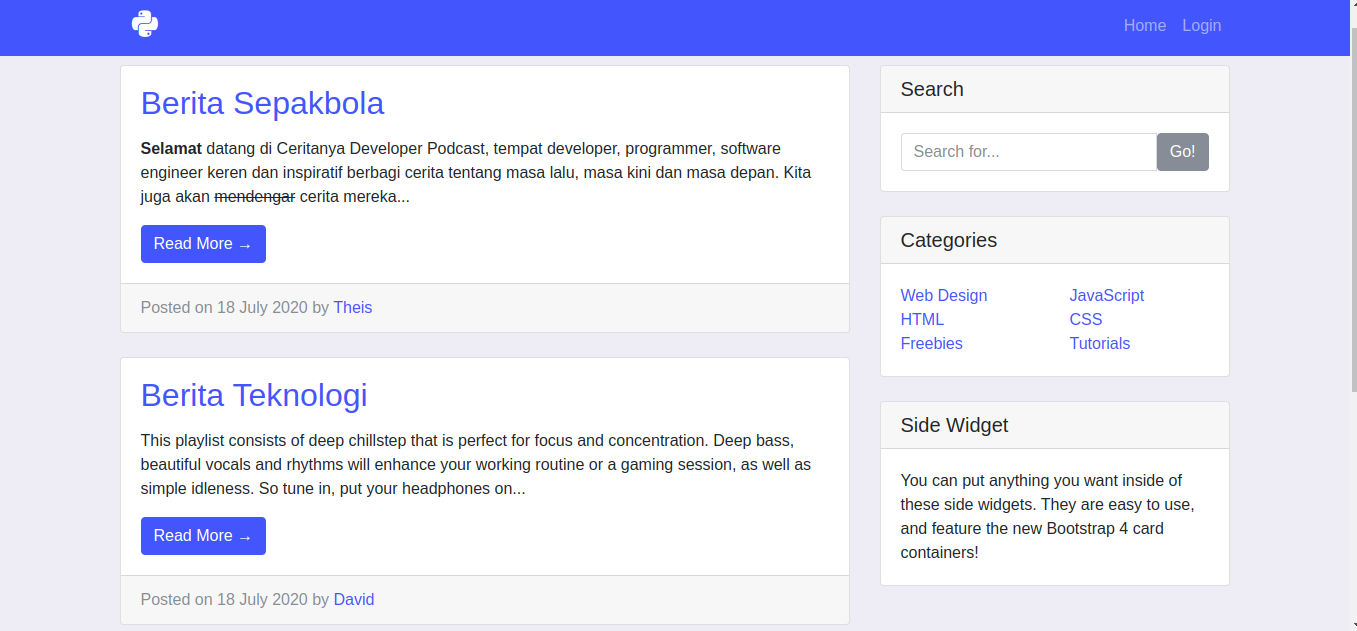 Home Login
Berita Sepakbola
Selamat datang di Ceritanya Developer Podcast, tempat developer, programmer, software
engineer keren dan inspiratif berbagi cerita tentang masa lalu, masa kini dan masa depan. Kita
juga akan mendengar cerita mereka...
Read More →
Posted on 18 July 2020 by Theis
Berita Teknologi
This playlist consists of deep chillstep that is perfect for focus and concentration. Deep bass,
beautiful vocals and rhythms will enhance your working routine or a gaming session, as well as
simple idleness. So tune in, put your headphones on...
Read More →
Posted on 18 July 2020 by David
Search
Search for... Go!
Categories
Web Design JavaScript
HTML CSS
Freebies Tutorials
Side Widget
You can put anything you want inside of
these side widgets. They are easy to use,
and feature the new Bootstrap 4 card
containers!